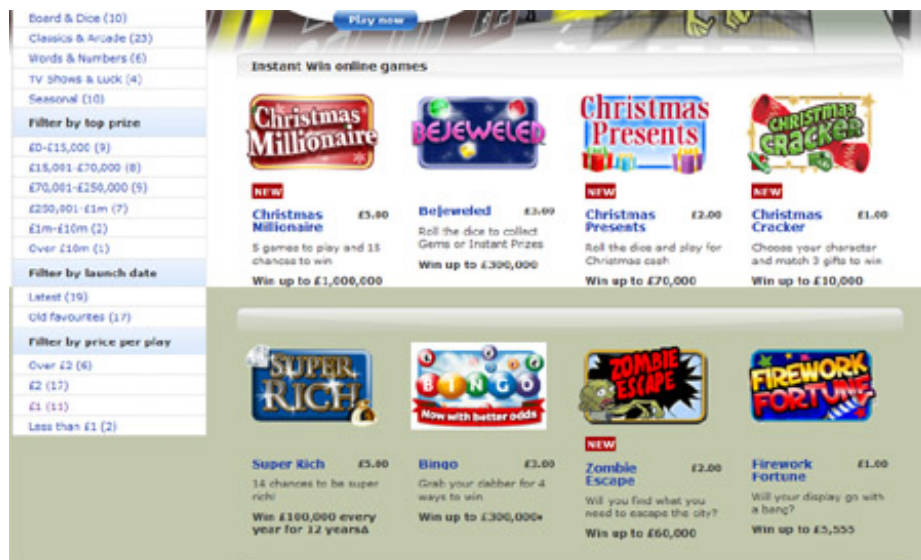 Board & Dice (10)
Classics & Arcade (23)
Words & Numbers (6)
TV Shows & Luck (4)
Seasonal (10)
Filter by top prize
£0-£15,000 (9)
£15,001-£70,000 (8)
£70,001-£250,000 (9)
£250,001-£1m (7)
£1m-£10m (2)
Over £10m (1)
Filter by launch date
Latest (19)
Old favourites (17)
Filter by price per play
Over £2 (6)
£2 (17)
£1 (11)
Less than £1 (2)
Play now
Instant Win online games
Christmas
Millionaire
NEW
Christmas £5.00
Millionaire
5 games to play and 15
chances to win
Win up to £1,000,000
BEJEWELED
Bejeweled £3.00
Roll the dice to collect
Gems or Instant Prizes
Win up to £300,000
Christmas
Presents
NEW
Christmas £2.00
Presents
Roll the dice and play for
Christmas cash
Win up to £70,000
CHRISTMAS
CRACKER
NEW
Christmas £1.00
Cracker
Choose your character
and match 3 gifts to win
Win up to £10,000
SUPER
RICH
Super Rich £5.00
14 chances to be super
rich!
Win £100,000 every
year for 12 yearsΔ
BINGO
Now with better odds
Bingo £3.00
Grab your dabber for 4
ways to win
Win up to £300,000*
ZOMBIE
ESCAPE
NEW
Zombie £2.00
Escape
Will you find what you
need to escape the city?
Win up to £60,000
FIREWORK
FORTUNE
Firework £1.00
Fortune
Will your display go with
a bang?
Win up to £5,555